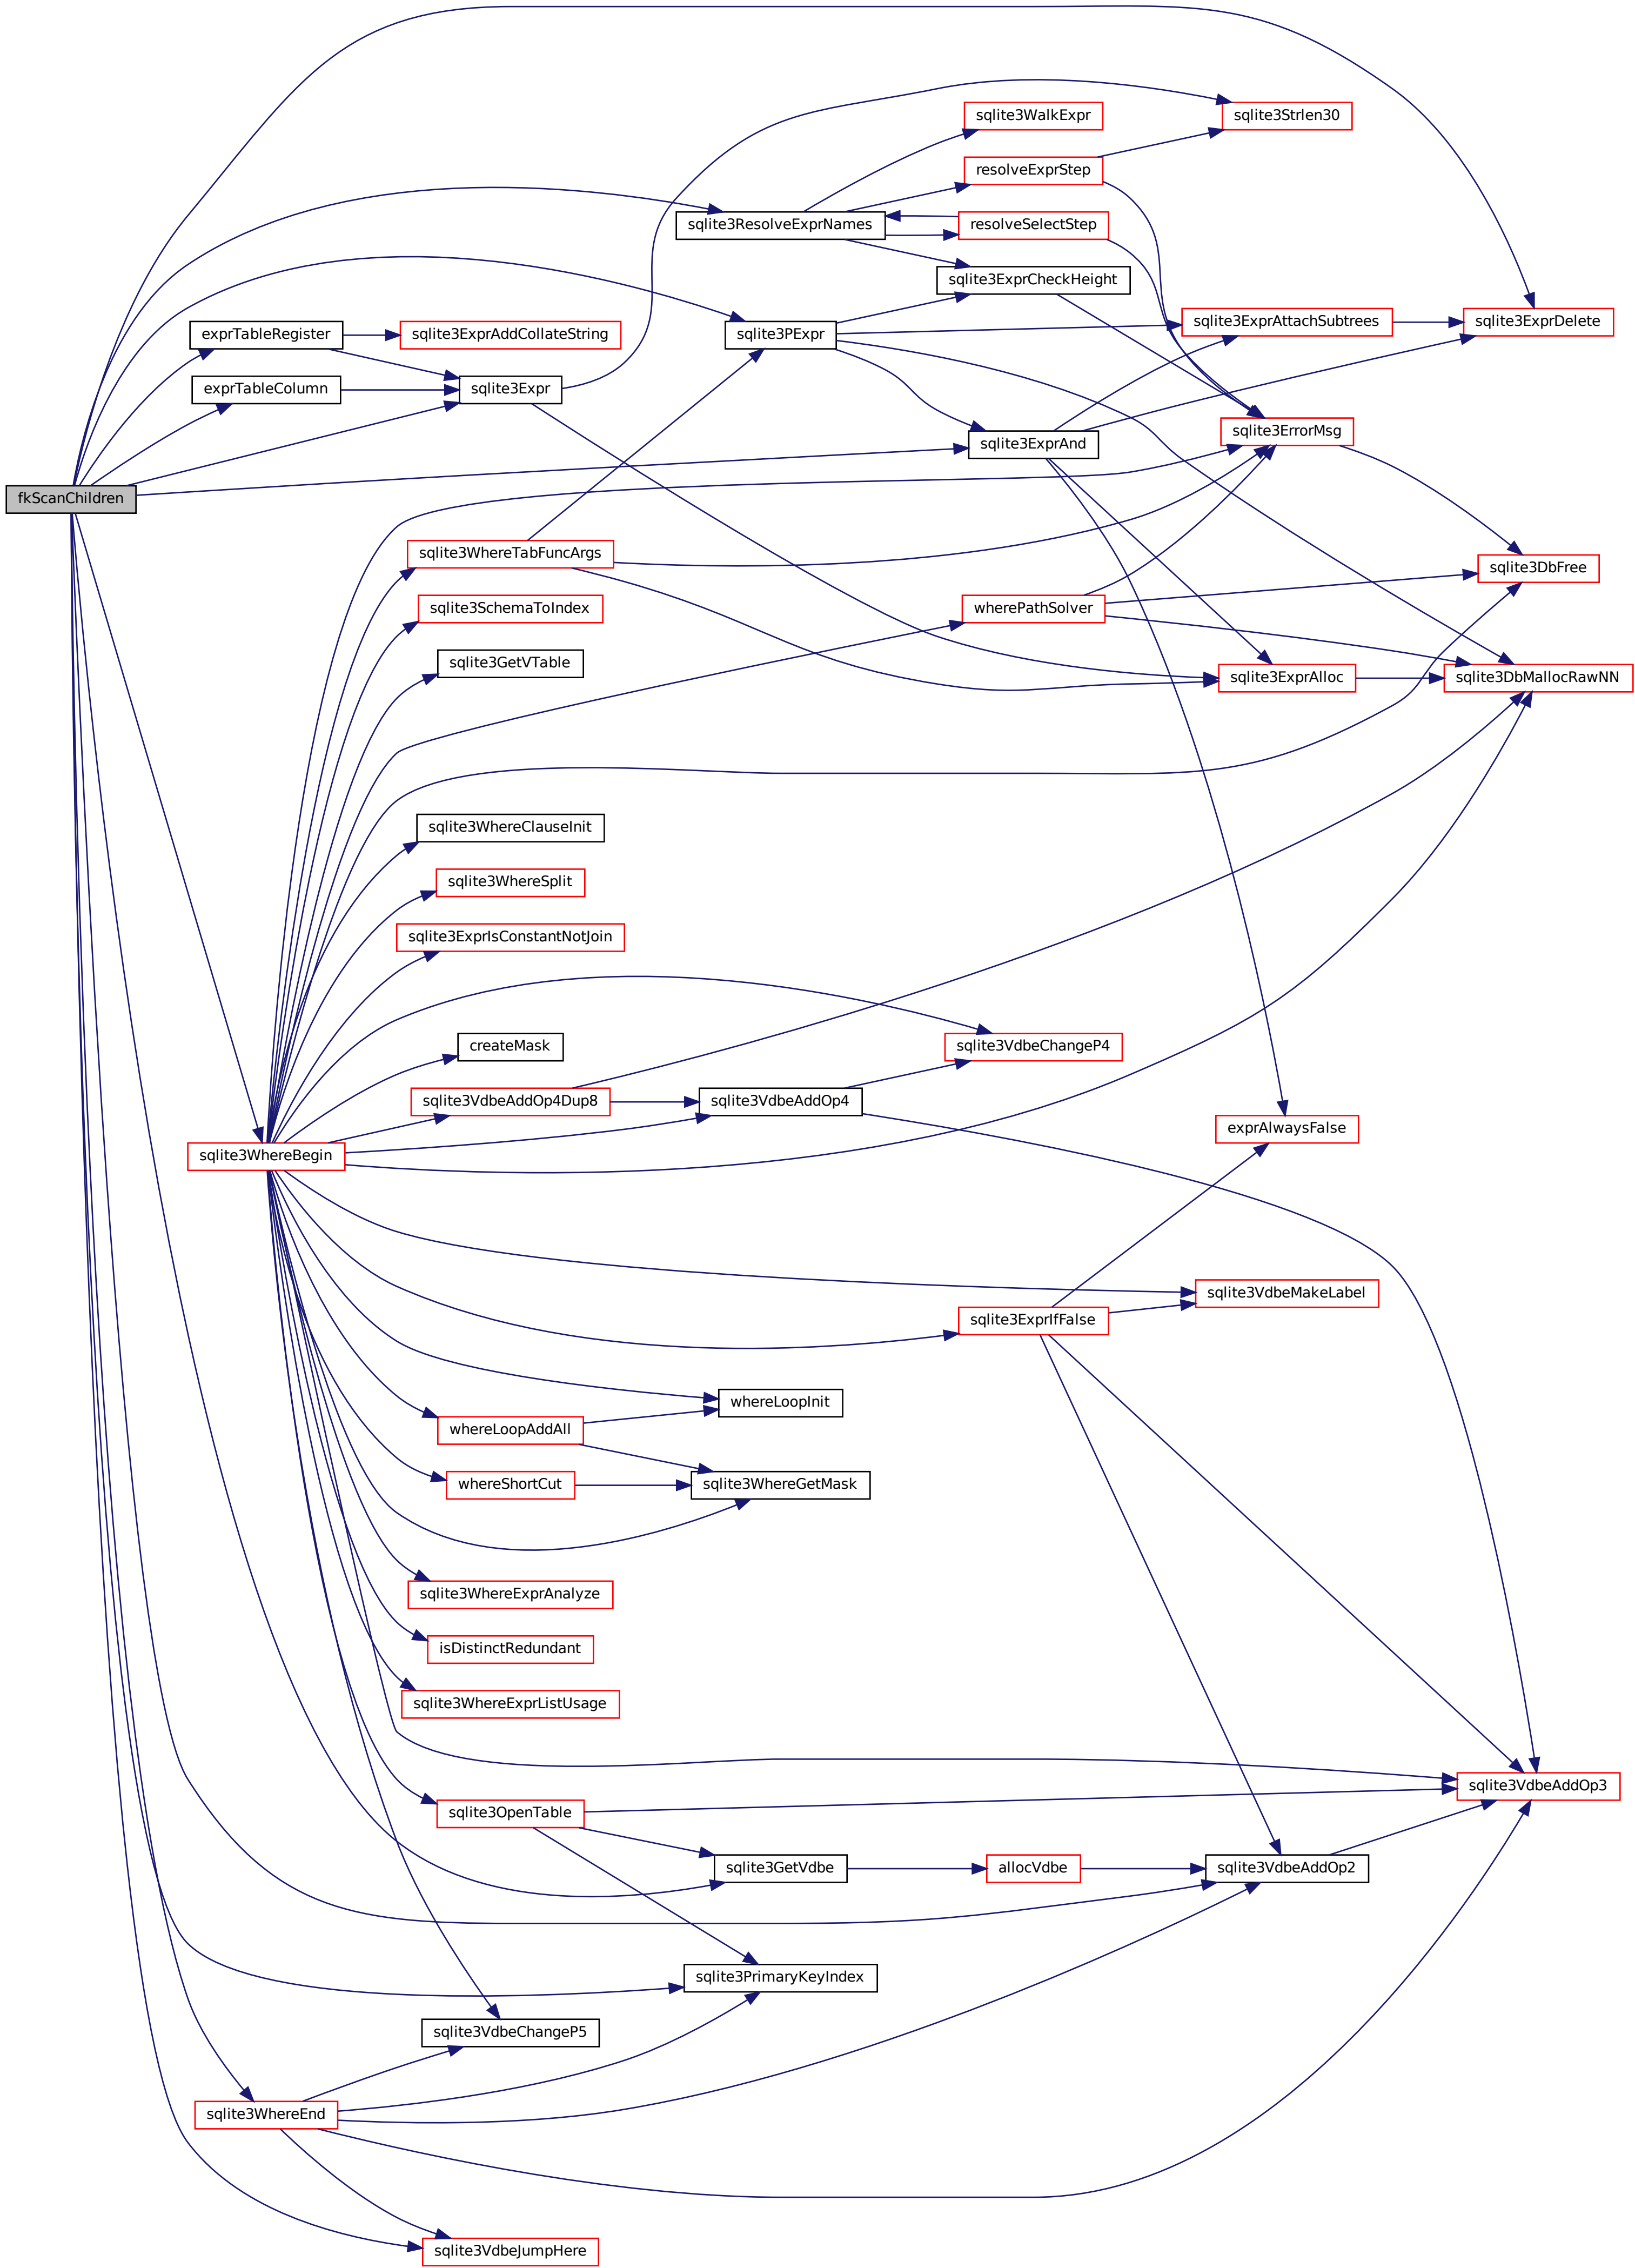 sqlite3WalkExpr
sqlite3Strlen30
resolveExprStep
sqlite3ResolveExprNames
resolveSelectStep
sqlite3ExprCheckHeight
exprTableRegister
sqlite3ExprAddCollateString
sqlite3PExpr
sqlite3ExprAttachSubtrees
sqlite3ExprDelete
exprTableColumn
sqlite3Expr
sqlite3ExprAnd
sqlite3ErrorMsg
fkScanChildren
sqlite3WhereTabFuncArgs
sqlite3DbFree
sqlite3SchemaToIndex
wherePathSolver
sqlite3GetVTable
sqlite3ExprAlloc
sqlite3DbMallocRawNN
sqlite3WhereClauseInit
sqlite3WhereSplit
sqlite3ExprIsConstantNotJoin
createMask
sqlite3VdbeChangeP4
sqlite3VdbeAddOp4Dup8
sqlite3VdbeAddOp4
exprAlwaysFalse
sqlite3WhereBegin
sqlite3VdbeMakeLabel
sqlite3ExprIfFalse
whereLoopInit
whereLoopAddAll
whereShortCut
sqlite3WhereGetMask
sqlite3WhereExprAnalyze
isDistinctRedundant
sqlite3WhereExprListUsage
sqlite3VdbeAddOp3
sqlite3OpenTable
sqlite3GetVdbe
allocVdbe
sqlite3VdbeAddOp2
sqlite3PrimaryKeyIndex
sqlite3VdbeChangeP5
sqlite3WhereEnd
sqlite3VdbeJumpHere